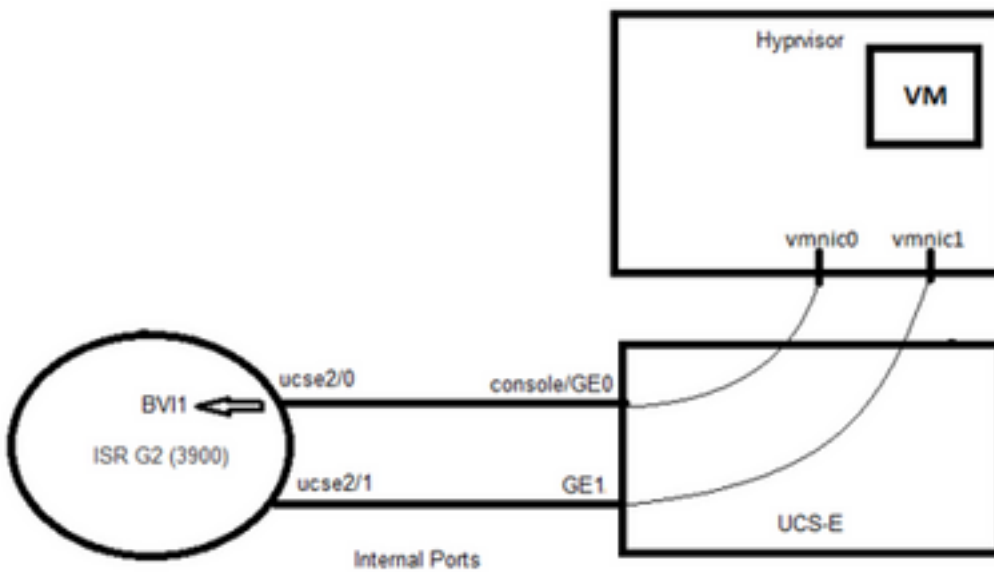 Hyprvisor
VM
vmnic0 vmnic1
ucse2/0 console/GE0
BVI1
ISR G2 (3900)
ucse2/1 GE1
UCS-E
Internal Ports